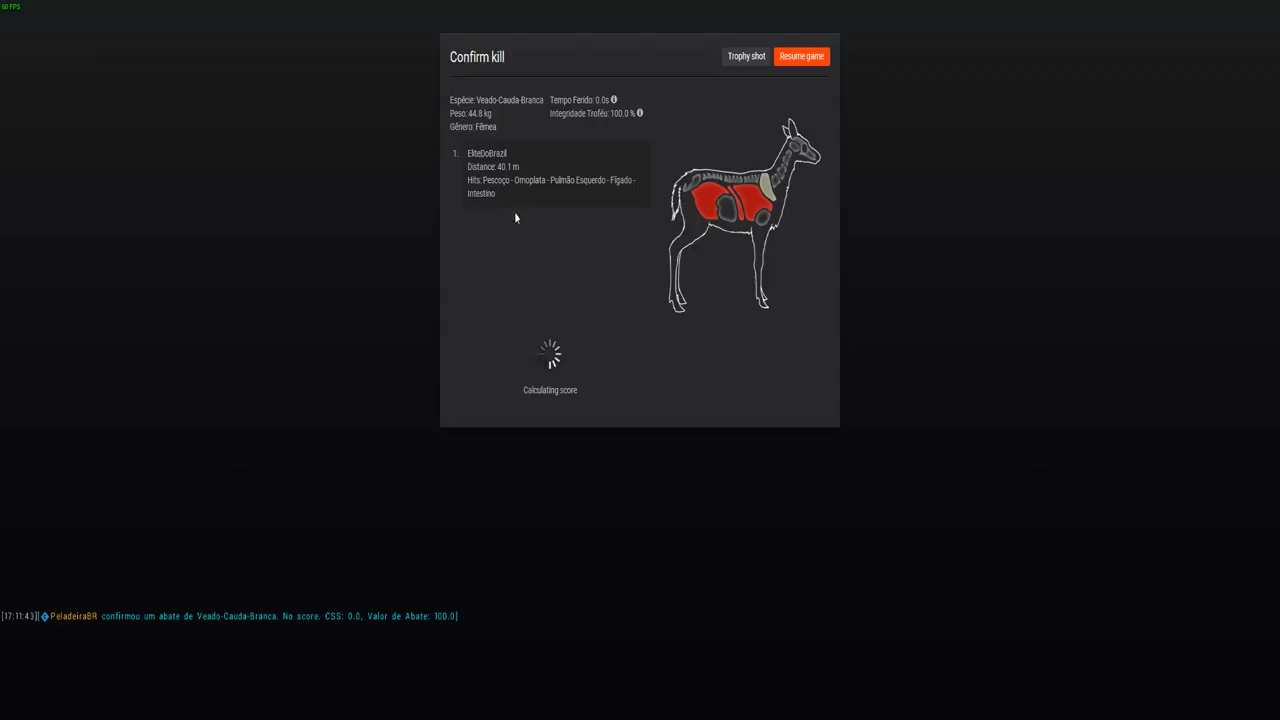 60 FPS
Confirm kill
Trophy shot
Resume game
Espécie: Veado-Cauda-Branca
Tempo Ferido: 0.0s
Peso: 44.8 kg
Integridade Troféu: 100.0 %
Gênero: Fêmea
1. EliteDoBrazil
Distance: 40.1 m
Hits: Pescoço - Omoplata - Pulmão Esquerdo - Fígado -
Intestino
Calculating score
[17:11:43][PeladeiraBR confirmou um abate de Veado-Cauda-Branca. No score. CSS: 0.0, Valor de Abate: 100.0]